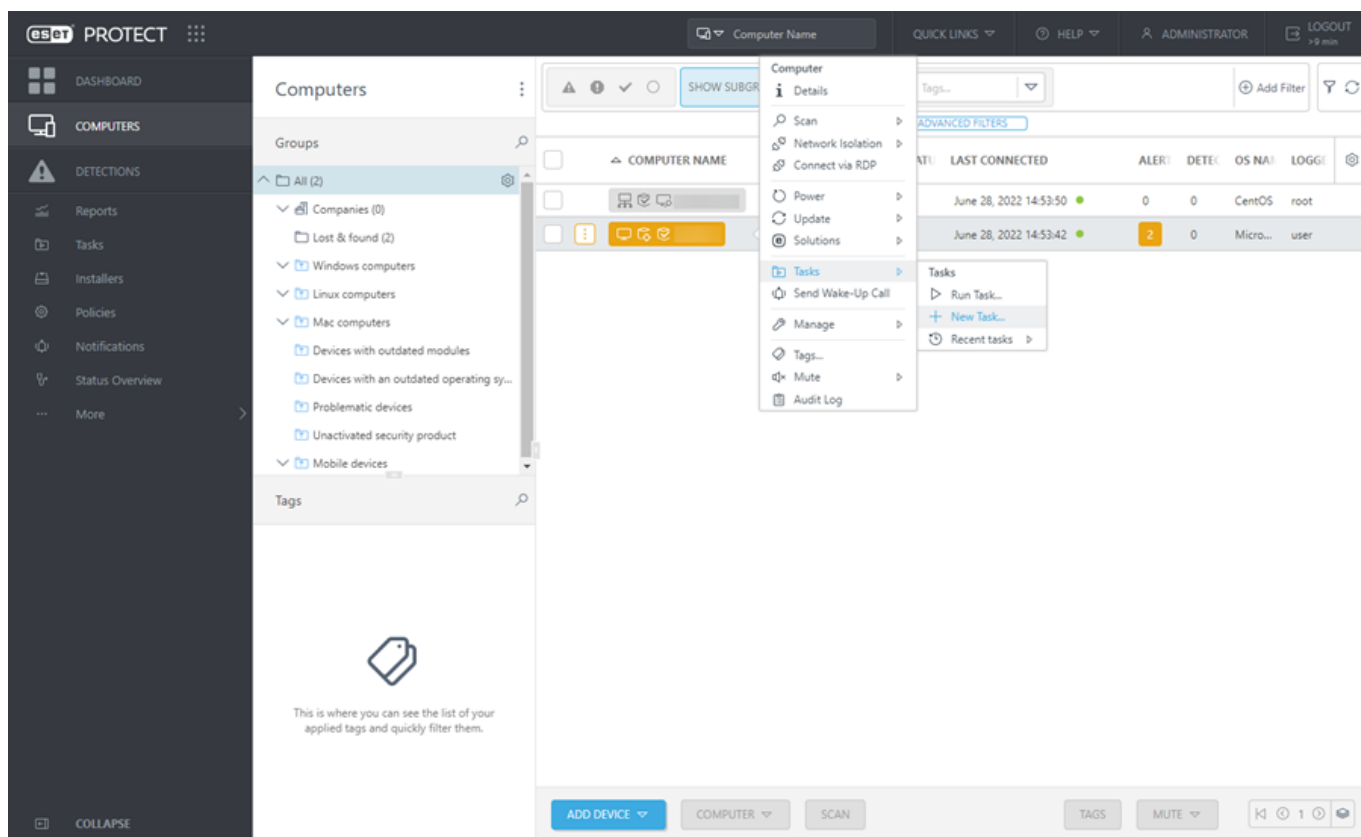 eset PROTECT
Computer Name
QUICK LINKS
HELP
ADMINISTRATOR
LOGOUT
>9 min
DASHBOARD
COMPUTERS
DETECTIONS
Reports
Tasks
Installers
Policies
Notifications
Status Overview
More
COLLAPSE
Computers
Groups
All (2)
Companies (0)
Lost & found (2)
Windows computers
Linux computers
Mac computers
Devices with outdated modules
Devices with an outdated operating sy...
Problematic devices
Unactivated security product
Mobile devices
Tags
This is where you can see the list of your
applied tags and quickly filter them.
SHOW SUBGR
Tags...
Add Filter
ADVANCED FILTERS
COMPUTER NAME
ATU
LAST CONNECTED
ALERT
DETEC
OS NAM
LOGGE
June 28, 2022 14:53:50
0
0
CentOS
root
June 28, 2022 14:53:42
2
0
Micro...
user
Computer
Details
Scan
Network Isolation
Connect via RDP
Power
Update
Solutions
Tasks
Send Wake-Up Call
Manage
Tags...
Mute
Audit Log
Tasks
Run Task...
New Task...
Recent tasks
ADD DEVICE
COMPUTER
SCAN
TAGS
MUTE
1